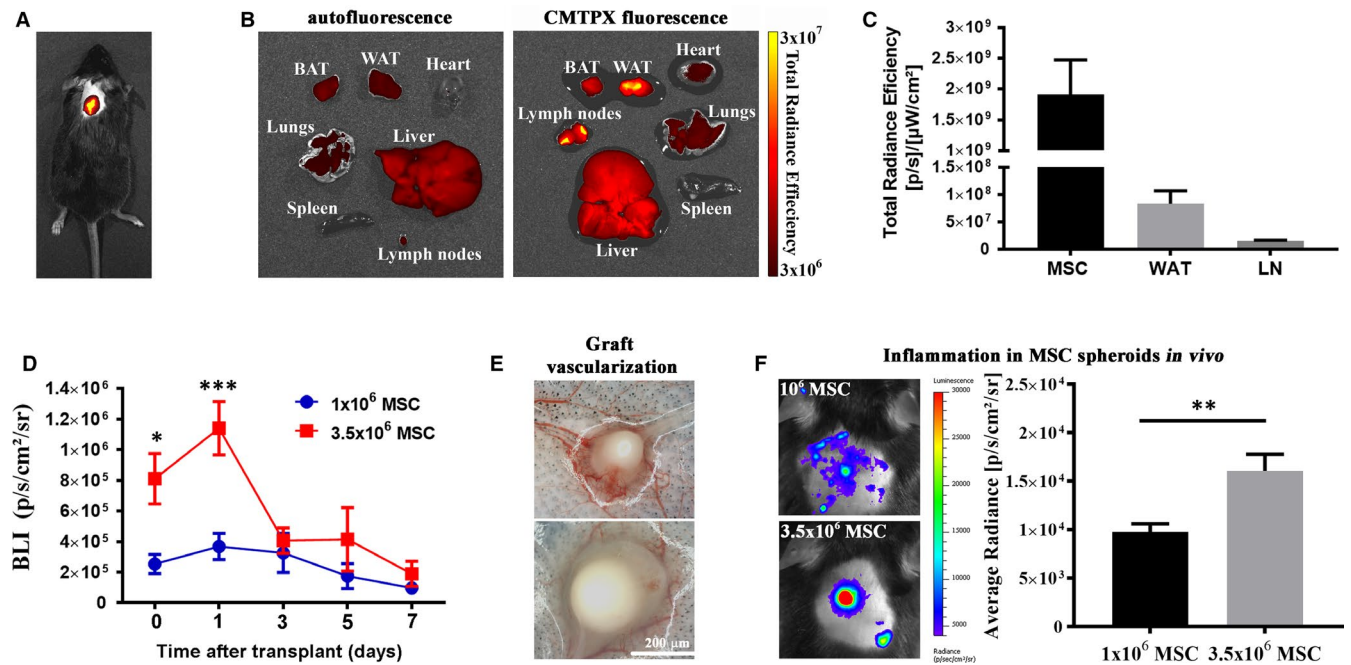 A
B
autofluorescence
CMTPX fluorescence
BAT
WAT
Heart
Lungs
Liver
Spleen
Lymph nodes
BAT
WAT
Heart
Lymph nodes
Lungs
Spleen
Liver
3x10⁷
Total Radiance Effieciency
3x10⁶
C
Total Radiance Eficiency
[p/s]/[µW/cm²]
3×10⁹
2×10⁹
2×10⁹
1×10⁹
1×10⁹
1×10⁸
1×10⁸
5×10⁷
0
MSC
WAT
LN
D
BLI (p/s/cm²/sr)
1.4×10⁶
1.2×10⁶
1.0×10⁶
8×10⁵
6×10⁵
4×10⁵
2×10⁵
0
*
***
1x10⁶ MSC
3.5x10⁶ MSC
0 1 3 5 7
Time after transplant (days)
E
Graft
vascularization
200 µm
F
Inflammation in MSC spheroids in vivo
10⁶ MSC
3.5x10⁶ MSC
Luminescence
30000
25000
20000
15000
10000
5000
Radiance
(p/sec/cm²/sr)
Average Radiance [p/s/cm²/sr]
2.5×10⁴
2×10⁴
1.5×10⁴
1×10⁴
5×10³
0
**
1x10⁶ MSC
3.5x10⁶ MSC